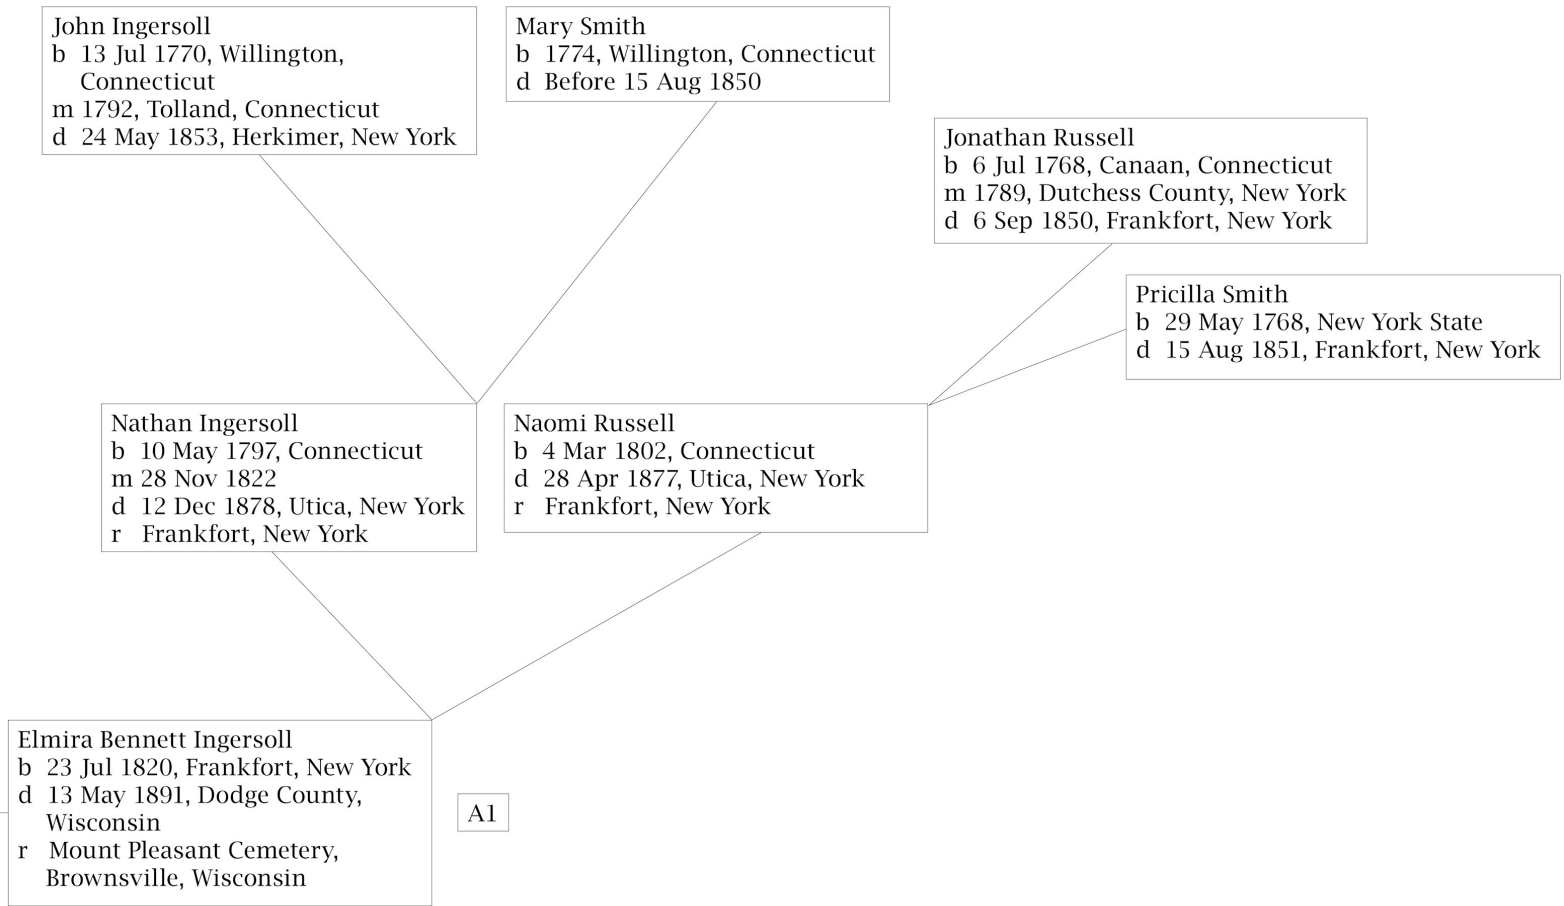 John Ingersoll
b 13 Jul 1770, Willington,
Connecticut
m 1792, Tolland, Connecticut
d 24 May 1853, Herkimer, New York
Mary Smith
b 1774, Willington, Connecticut
d Before 15 Aug 1850
Jonathan Russell
b 6 Jul 1768, Canaan, Connecticut
m 1789, Dutchess County, New York
d 6 Sep 1850, Frankfort, New York
Pricilla Smith
b 29 May 1768, New York State
d 15 Aug 1851, Frankfort, New York
Nathan Ingersoll
b 10 May 1797, Connecticut
m 28 Nov 1822
d 12 Dec 1878, Utica, New York
r Frankfort, New York
Naomi Russell
b 4 Mar 1802, Connecticut
d 28 Apr 1877, Utica, New York
r Frankfort, New York
Elmira Bennett Ingersoll
b 23 Jul 1820, Frankfort, New York
d 13 May 1891, Dodge County,
Wisconsin
r Mount Pleasant Cemetery,
Brownsville, Wisconsin
A1